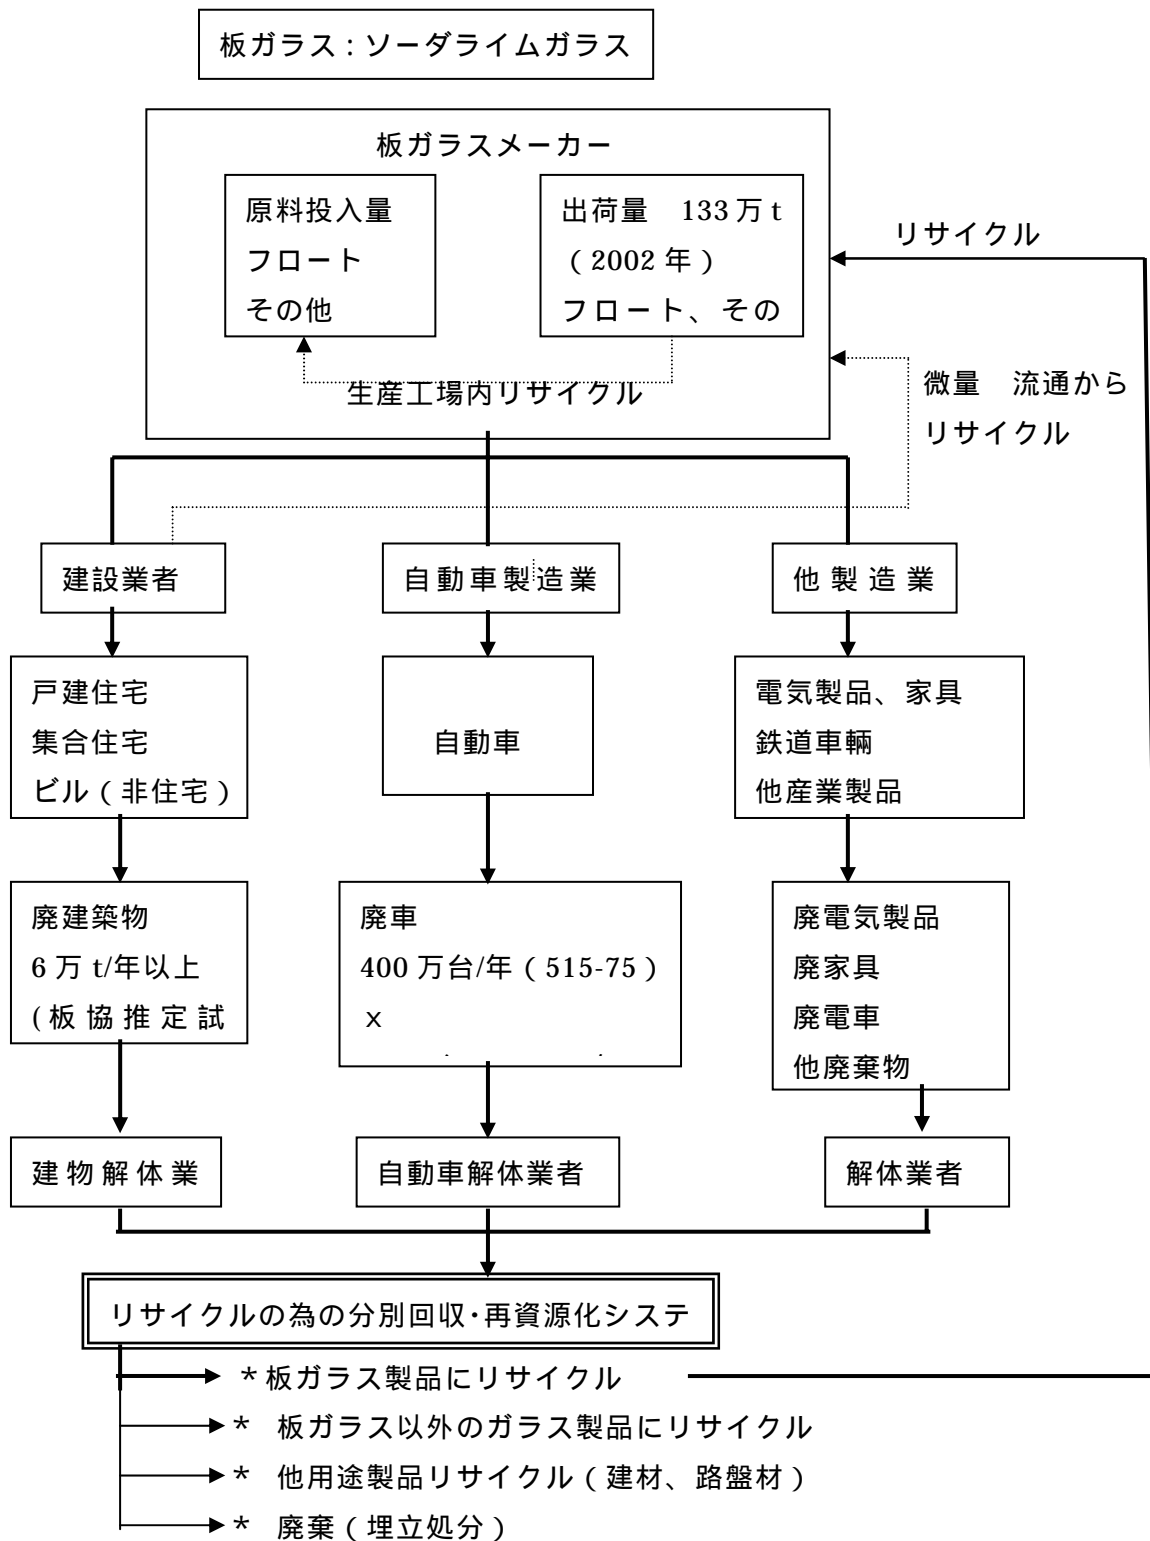 板ガラス：ソーダライムガラス
板ガラスメーカー
原料投入量
フロート
その他
出荷量　133万t
（2002年）
フロート、その
生産工場内リサイクル
リサイクル
微量　流通から
リサイクル
建設業者
自動車製造業
他製造業
戸建住宅
集合住宅
ビル（非住宅）
自動車
電気製品、家具
鉄道車輌
他産業製品
廃建築物
6万t/年以上
(板協推定試
廃車
400万台/年（515-75）
x
廃電気製品
廃家具
廃電車
他廃棄物
建物解体業
自動車解体業者
解体業者
リサイクルの為の分別回収･再資源化システ
*板ガラス製品にリサイクル
*　板ガラス以外のガラス製品にリサイクル
*　他用途製品リサイクル（建材、路盤材）
*　廃棄（埋立処分）